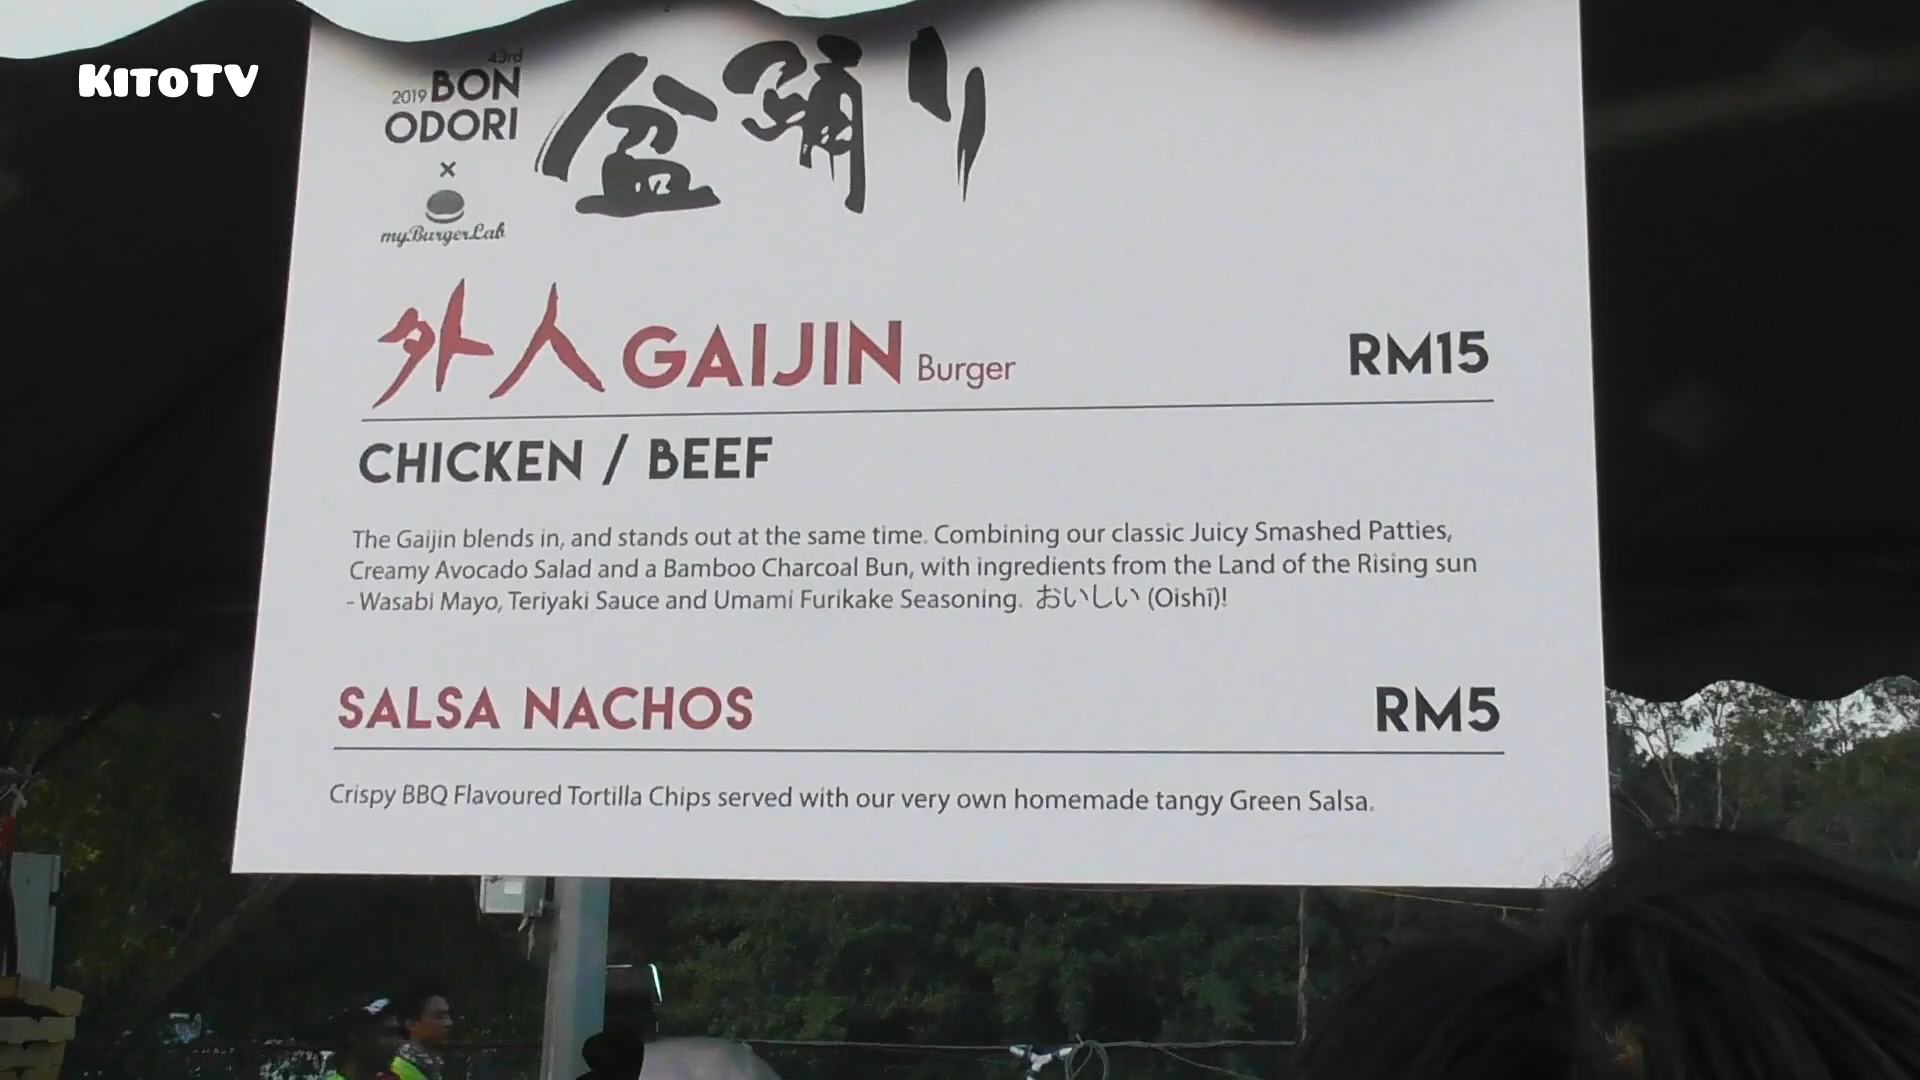 KitoTV
43rd
2019 BON
ODORI
盆踊り
×
myBurgerLab
外人 GAIJIN Burger RM15
CHICKEN / BEEF
The Gaijin blends in, and stands out at the same time. Combining our classic Juicy Smashed Patties,
Creamy Avocado Salad and a Bamboo Charcoal Bun, with ingredients from the Land of the Rising sun
- Wasabi Mayo, Teriyaki Sauce and Umami Furikake Seasoning. おいしい (Oishī)!
SALSA NACHOS RM5
Crispy BBQ Flavoured Tortilla Chips served with our very own homemade tangy Green Salsa.